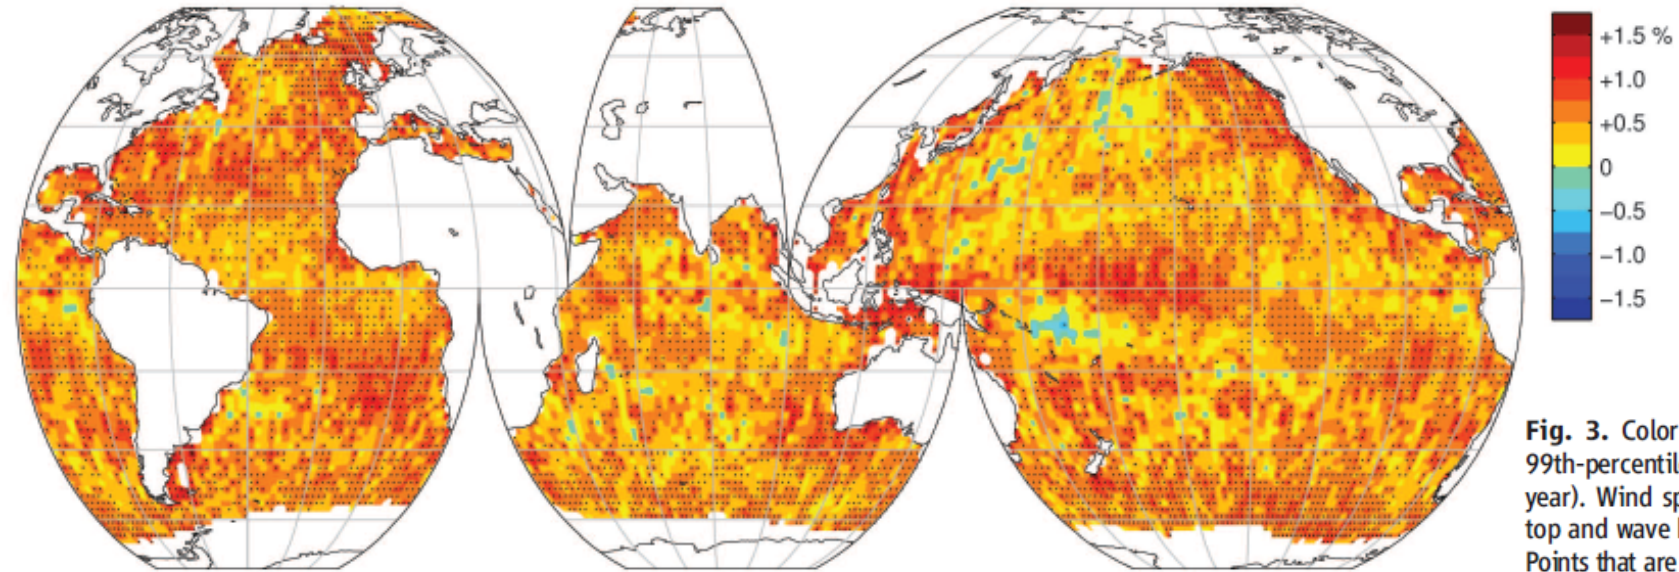 +1.5 %
+1.0
+0.5
0
−0.5
−1.0
−1.5
Fig. 3. Color
99th-percentil
year). Wind sp
top and wave
Points that are